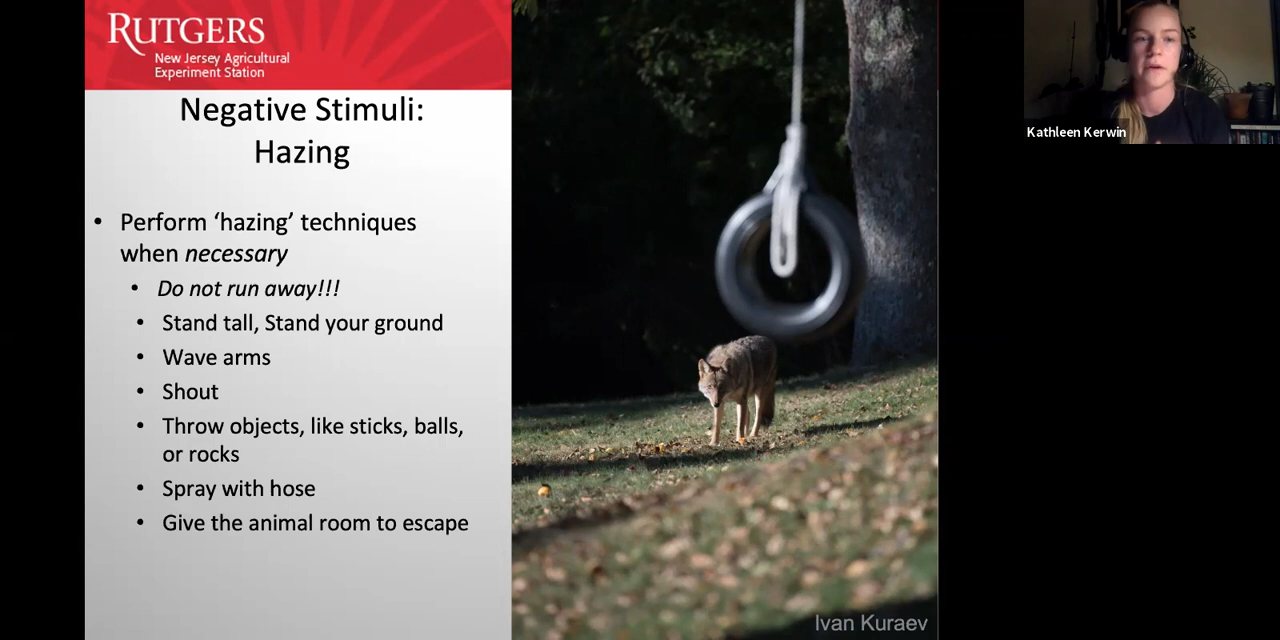 RUTGERS
New Jersey Agricultural
Experiment Station
Negative Stimuli:
Hazing
• Perform ‘hazing’ techniques
when necessary
• Do not run away!!!
• Stand tall, Stand your ground
• Wave arms
• Shout
• Throw objects, like sticks, balls,
or rocks
• Spray with hose
• Give the animal room to escape
Ivan Kuraev
Kathleen Kerwin